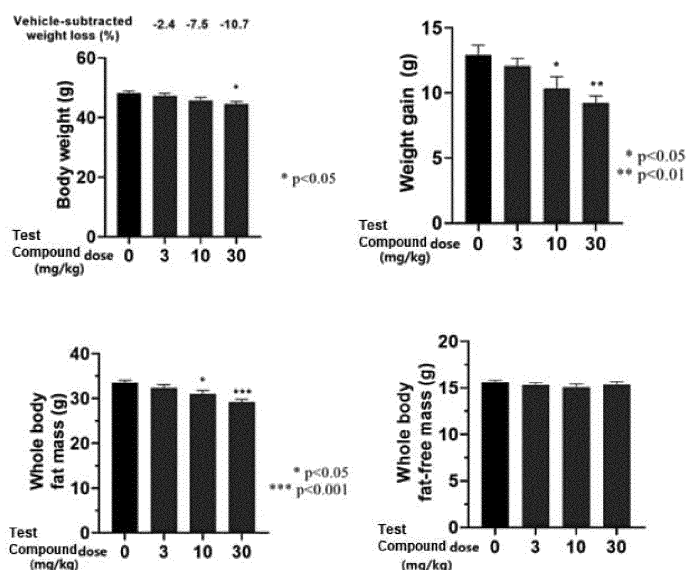 Vehicle-subtracted -2.4 -7.5 -10.7
weight loss (%)
Body weight (g)
60
40
20
0
*
* p<0.05
Test
Compound dose 0 3 10 30
(mg/kg)
Weight gain (g)
15
10
5
0
*
**
* p<0.05
** p<0.01
Test
Compound dose 0 3 10 30
(mg/kg)
Whole body
fat mass (g)
40
30
20
10
0
*
***
* p<0.05
*** p<0.001
Test
Compound dose 0 3 10 30
(mg/kg)
Whole body
fat-free mass (g)
20
15
10
5
0
Test
Compound dose 0 3 10 30
(mg/kg)